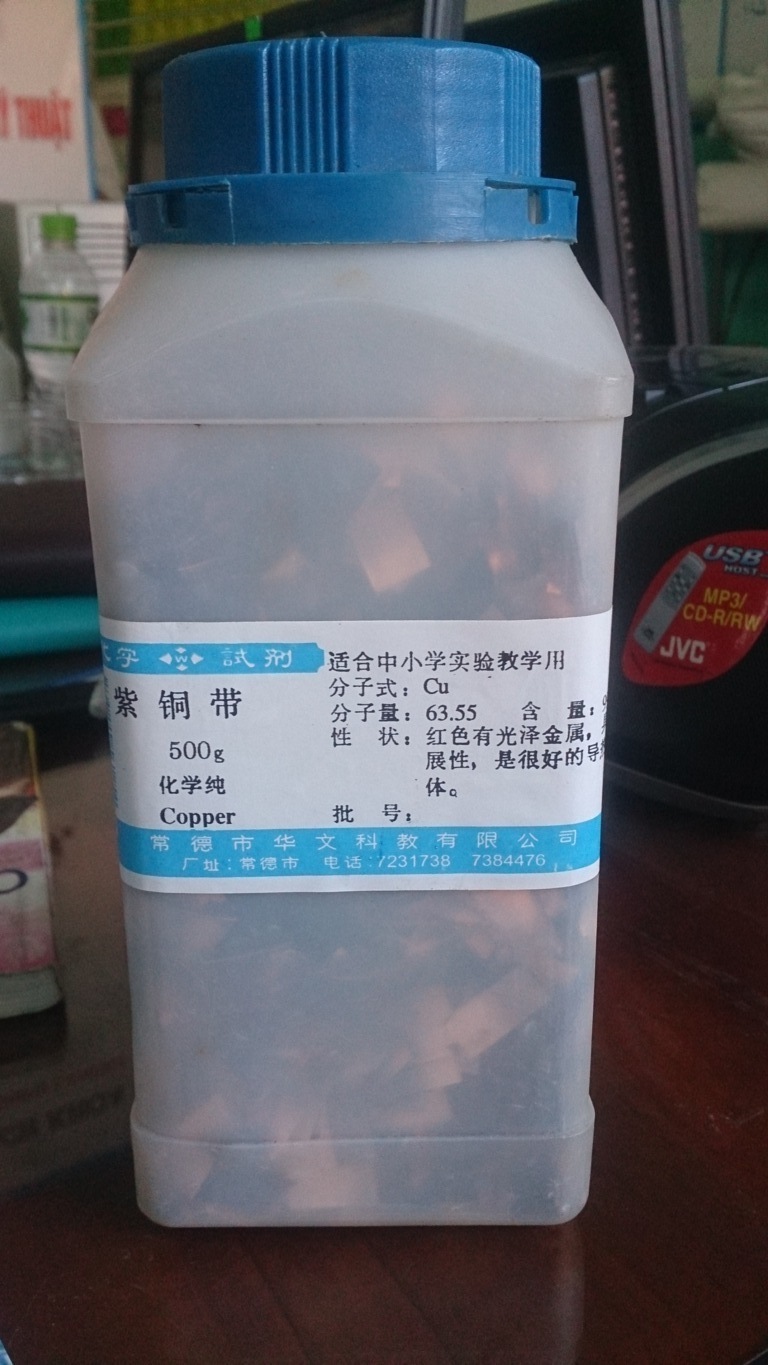 学 W 試剂
紫铜带
500g
化学纯
Copper
适合中小学实验教学用
分子式：Cu
分子量：63.55 含 量：
性 状：红色有光泽金属，
展性，是很好的导
体。
批 号：
常德市华文科教有限公司
厂址：常德市 电话：7231738 7384476
USB
HOST
MP3/
CD-R/RW
JVC